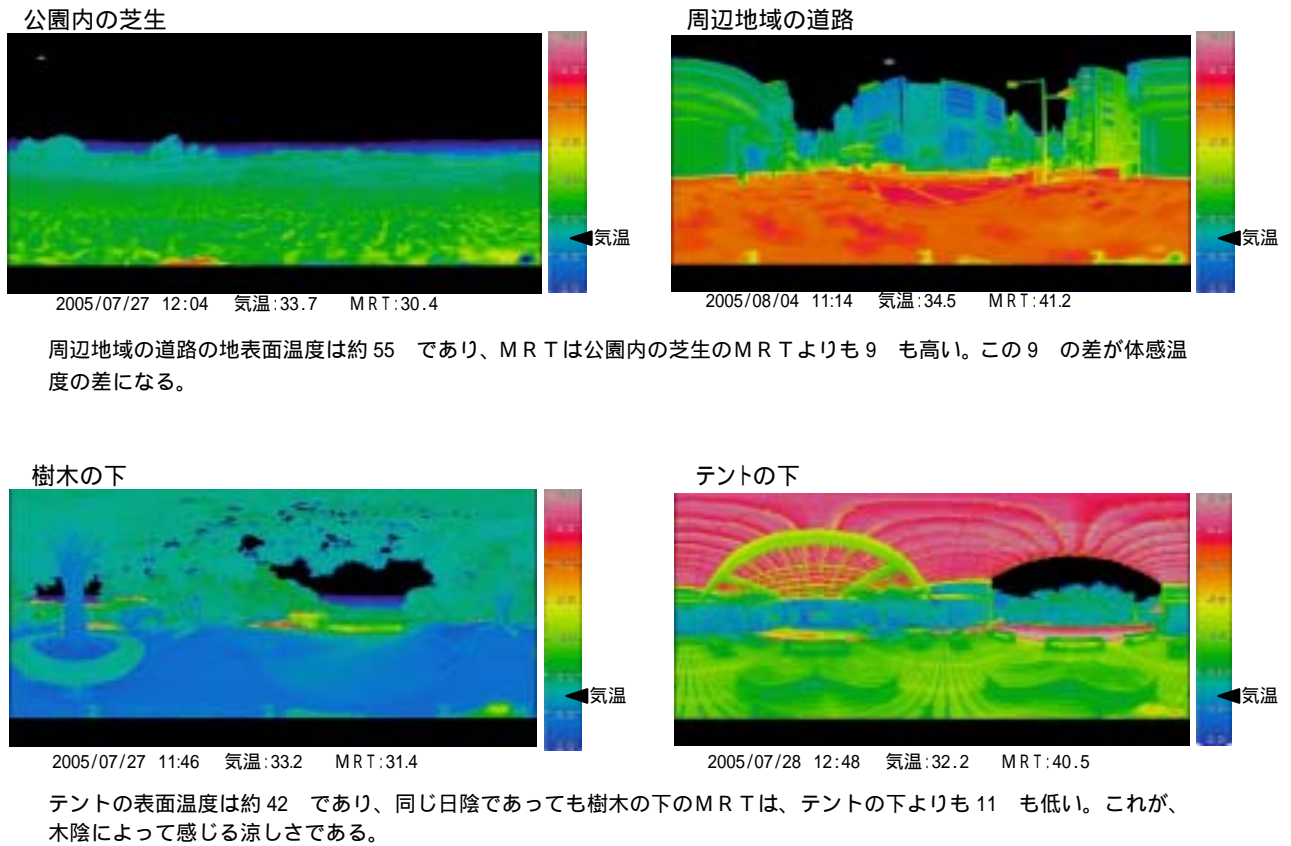 公園内の芝生
周辺地域の道路
気温
気温
2005/07/27 12:04 気温:33.7 MRT:30.4
2005/08/04 11:14 気温:34.5 MRT:41.2
周辺地域の道路の地表面温度は約 55 であり、ＭＲＴは公園内の芝生のＭＲＴよりも 9 も高い。この 9 の差が体感温
度の差になる。
樹木の下
テントの下
気温
気温
2005/07/27 11:46 気温:33.2 MRT:31.4
2005/07/28 12:48 気温:32.2 MRT:40.5
テントの表面温度は約 42 であり、同じ日陰であっても樹木の下のＭＲＴは、テントの下よりも 11 も低い。これが、
木陰によって感じる涼しさである。